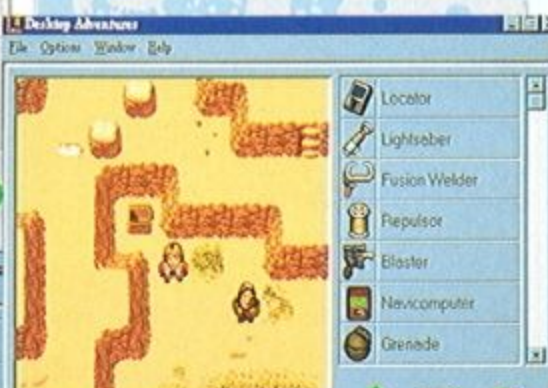 Desktop Adventures
File Options Window Help
Locator
Lightsaber
Fusion Welder
Repulsor
Blaster
Navicomputer
Grenade